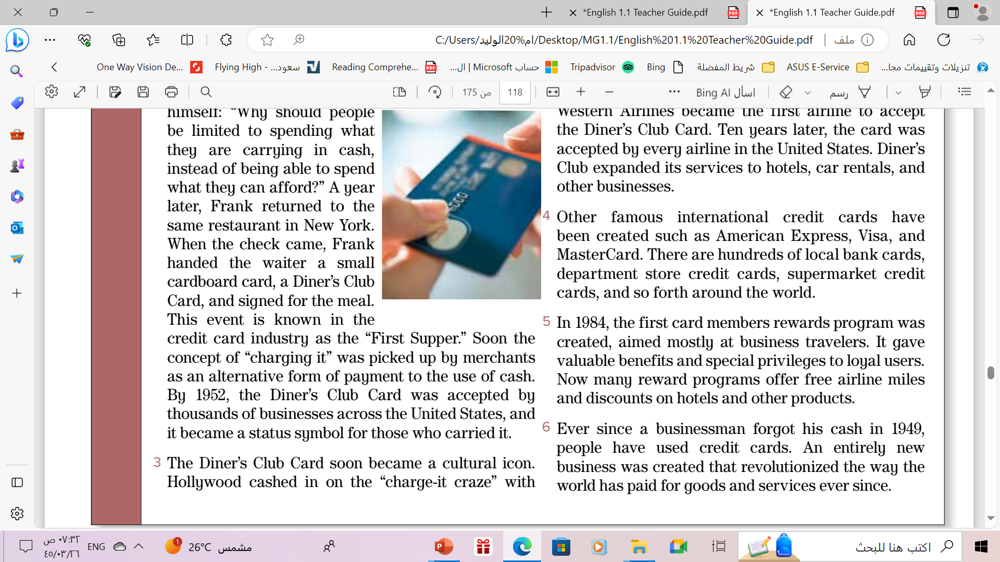 *English 1.1 Teacher Guide.pdf
*English 1.1 Teacher Guide.pdf
C:/Users/ام%20الوليد/Desktop/MG1.1/English%201.1%20Teacher%20Guide.pdf
ملف
One Way Vision De...
Flying High - سعود...
Reading Comprehe...
حساب Microsoft | ال...
Tripadvisor
Bing
شريط المفضلة
ASUS E-Service
تنزيلات وتقييمات مجا...
118
من 175
اسأل Bing AI
رسم
himself: “Why should people
be limited to spending what
they are carrying in cash,
instead of being able to spend
what they can afford?” A year
later, Frank returned to the
same restaurant in New York.
When the check came, Frank
handed the waiter a small
cardboard card, a Diner’s Club
Card, and signed for the meal.
This event is known in the
credit card industry as the “First Supper.” Soon the
concept of “charging it” was picked up by merchants
as an alternative form of payment to the use of cash.
By 1952, the Diner’s Club Card was accepted by
thousands of businesses across the United States, and
it became a status symbol for those who carried it.
3 The Diner’s Club Card soon became a cultural icon.
Hollywood cashed in on the “charge-it craze” with
Western Airlines became the first airline to accept
the Diner’s Club Card. Ten years later, the card was
accepted by every airline in the United States. Diner’s
Club expanded its services to hotels, car rentals, and
other businesses.
4 Other famous international credit cards have
been created such as American Express, Visa, and
MasterCard. There are hundreds of local bank cards,
department store credit cards, supermarket credit
cards, and so forth around the world.
5 In 1984, the first card members rewards program was
created, aimed mostly at business travelers. It gave
valuable benefits and special privileges to loyal users.
Now many reward programs offer free airline miles
and discounts on hotels and other products.
6 Ever since a businessman forgot his cash in 1949,
people have used credit cards. An entirely new
business was created that revolutionized the way the
world has paid for goods and services ever since.
٠٧:٣٢ ص
٤٥/٠٣/٢٦
ENG
1
26°C مشمس
اكتب هنا للبحث